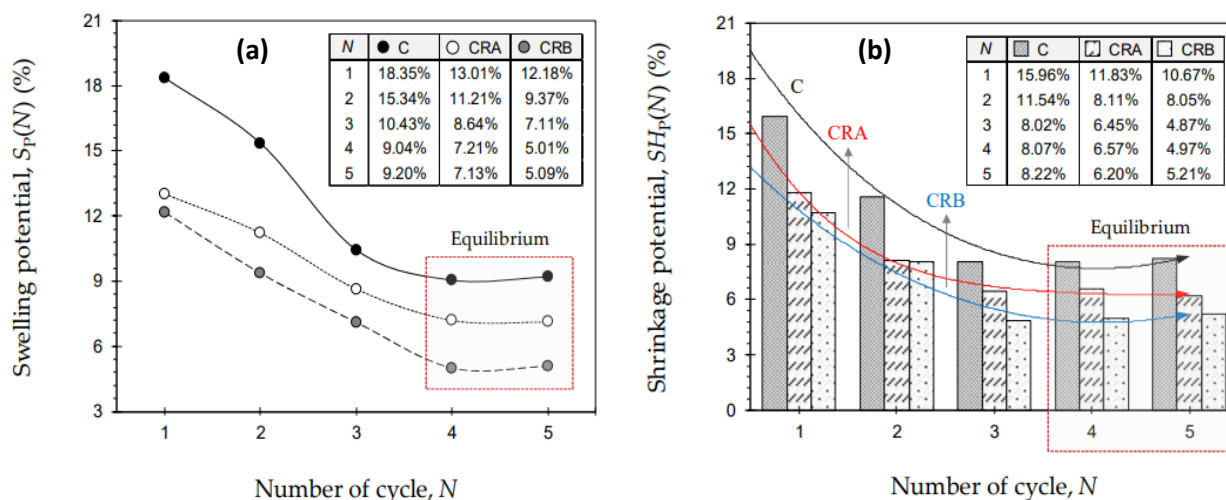 (a)
Swelling potential, SP(N) (%)
21
18
15
12
9
6
3
N C CRA CRB
1 18.35% 13.01% 12.18%
2 15.34% 11.21% 9.37%
3 10.43% 8.64% 7.11%
4 9.04% 7.21% 5.01%
5 9.20% 7.13% 5.09%
Equilibrium
1 2 3 4 5
Number of cycle, N
(b)
Shrinkage potential, SHP(N) (%)
21
18
15
12
9
6
3
0
N C CRA CRB
1 15.96% 11.83% 10.67%
2 11.54% 8.11% 8.05%
3 8.02% 6.45% 4.87%
4 8.07% 6.57% 4.97%
5 8.22% 6.20% 5.21%
C
CRA
CRB
Equilibrium
1 2 3 4 5
Number of cycle, N